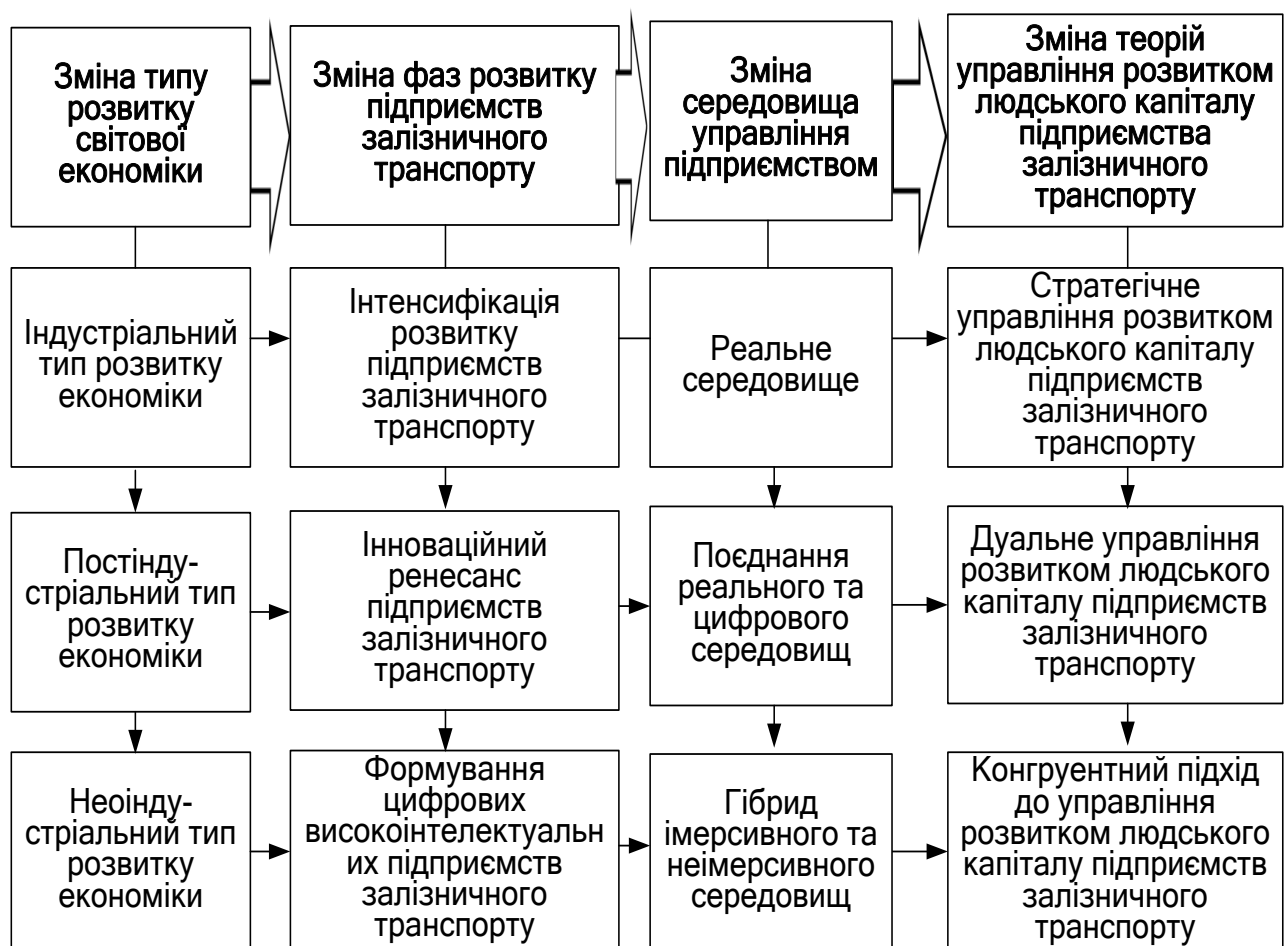 Зміна типу
розвитку
світової
економіки
Зміна фаз розвитку
підприємств
залізничного
транспорту
Зміна
середовища
управління
підприємством
Зміна теорій
управління розвитком
людського капіталу
підприємства
залізничного
транспорту
Індустріальний
тип розвитку
економіки
Інтенсифікація
розвитку
підприємств
залізничного
транспорту
Реальне
середовище
Стратегічне
управління розвитком
людського капіталу
підприємств
залізничного
транспорту
Постінду-
стріальний тип
розвитку
економіки
Інноваційний
ренесанс
підприємств
залізничного
транспорту
Поєднання
реального та
цифрового
середовищ
Дуальне управління
розвитком людського
капіталу підприємств
залізничного
транспорту
Неоінду-
стріальний тип
розвитку
економіки
Формування
цифрових
високоінтелектуальн
их підприємств
залізничного
транспорту
Гібрид
імерсивного та
неімерсивного
середовищ
Конгруентний підхід
до управління
розвитком людського
капіталу підприємств
залізничного
транспорту